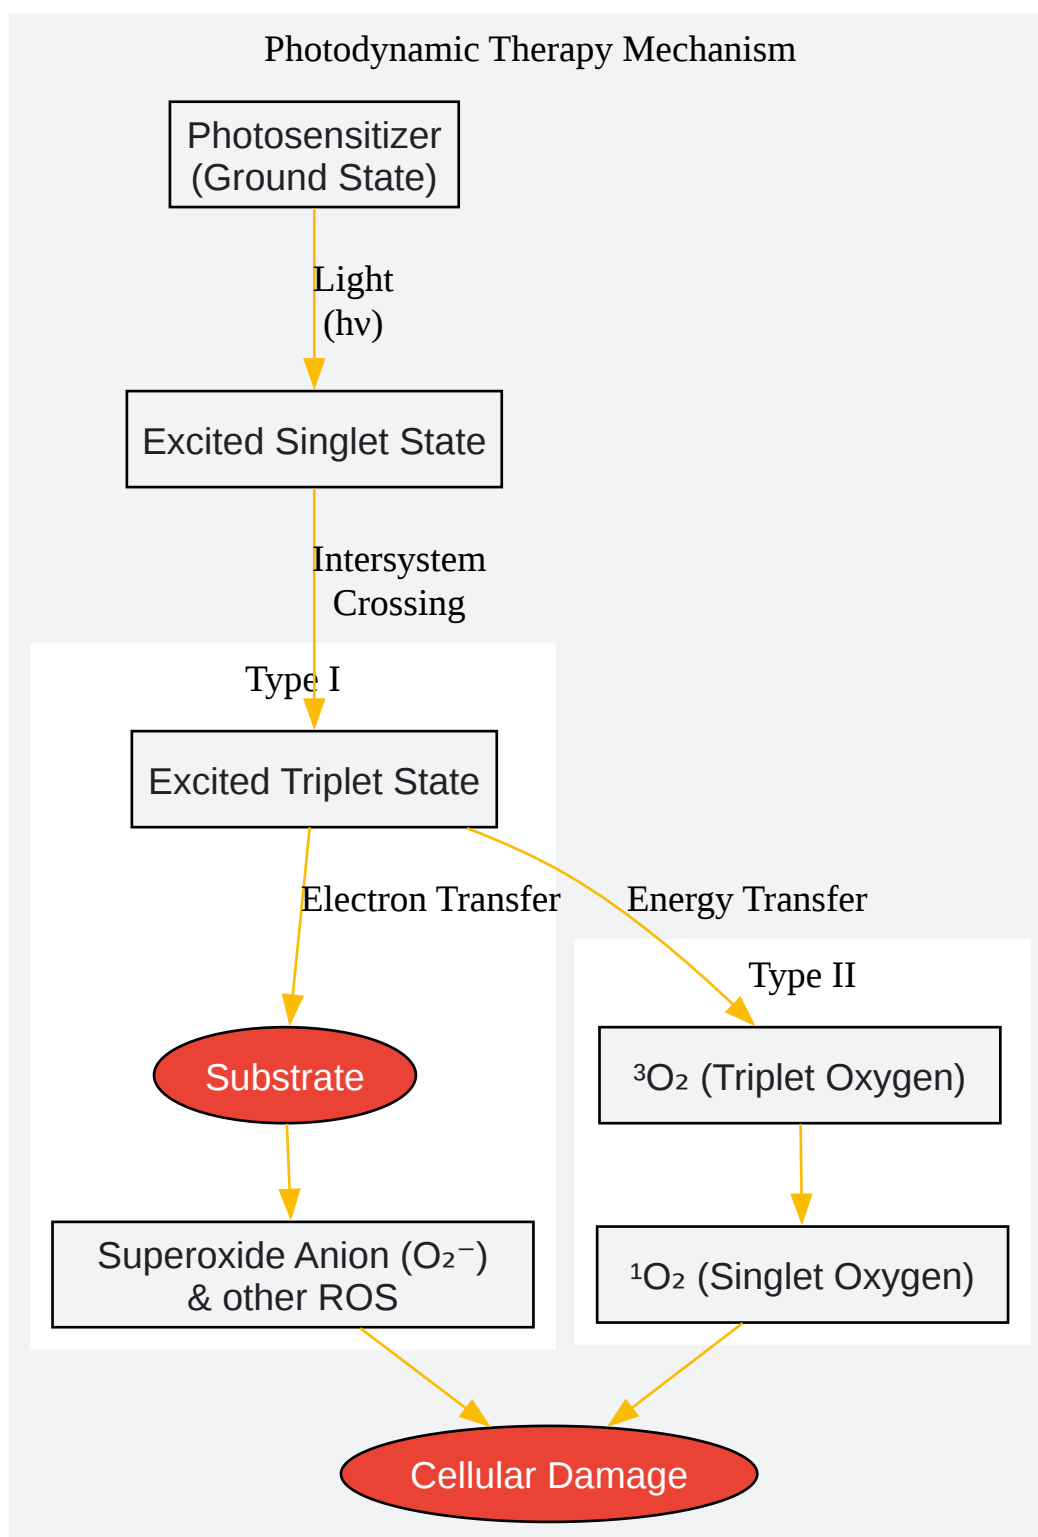 Photodynamic Therapy Mechanism
Photosensitizer
(Ground State)
Light
(hν)
Excited Singlet State
Intersystem
Crossing
Type I
Excited Triplet State
Electron Transfer
Energy Transfer
Type II
Substrate
³O₂ (Triplet Oxygen)
Superoxide Anion (O₂⁻)
& other ROS
¹O₂ (Singlet Oxygen)
Cellular Damage